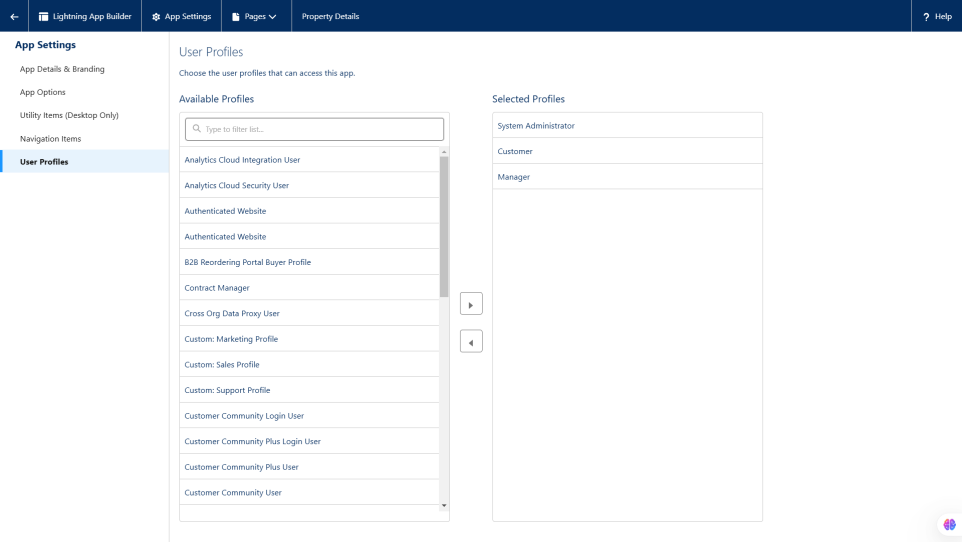 Lightning App Builder
App Settings
Pages
Property Details
? Help
App Settings
App Details & Branding
App Options
Utility Items (Desktop Only)
Navigation Items
User Profiles
User Profiles
Choose the user profiles that can access this app.
Available Profiles
Type to filter list...
Analytics Cloud Integration User
Analytics Cloud Security User
Authenticated Website
Authenticated Website
B2B Reordering Portal Buyer Profile
Contract Manager
Cross Org Data Proxy User
Custom: Marketing Profile
Custom: Sales Profile
Custom: Support Profile
Customer Community Login User
Customer Community Plus Login User
Customer Community Plus User
Customer Community User
Selected Profiles
System Administrator
Customer
Manager